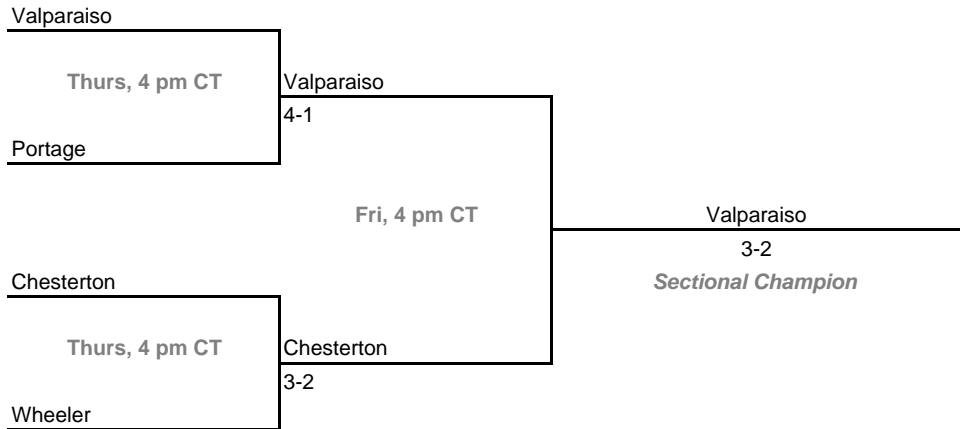 Valparaiso
Thurs, 4 pm CT
Valparaiso
4-1
Portage
Fri, 4 pm CT
Valparaiso
3-2
Sectional Champion
Chesterton
Thurs, 4 pm CT
Chesterton
3-2
Wheeler